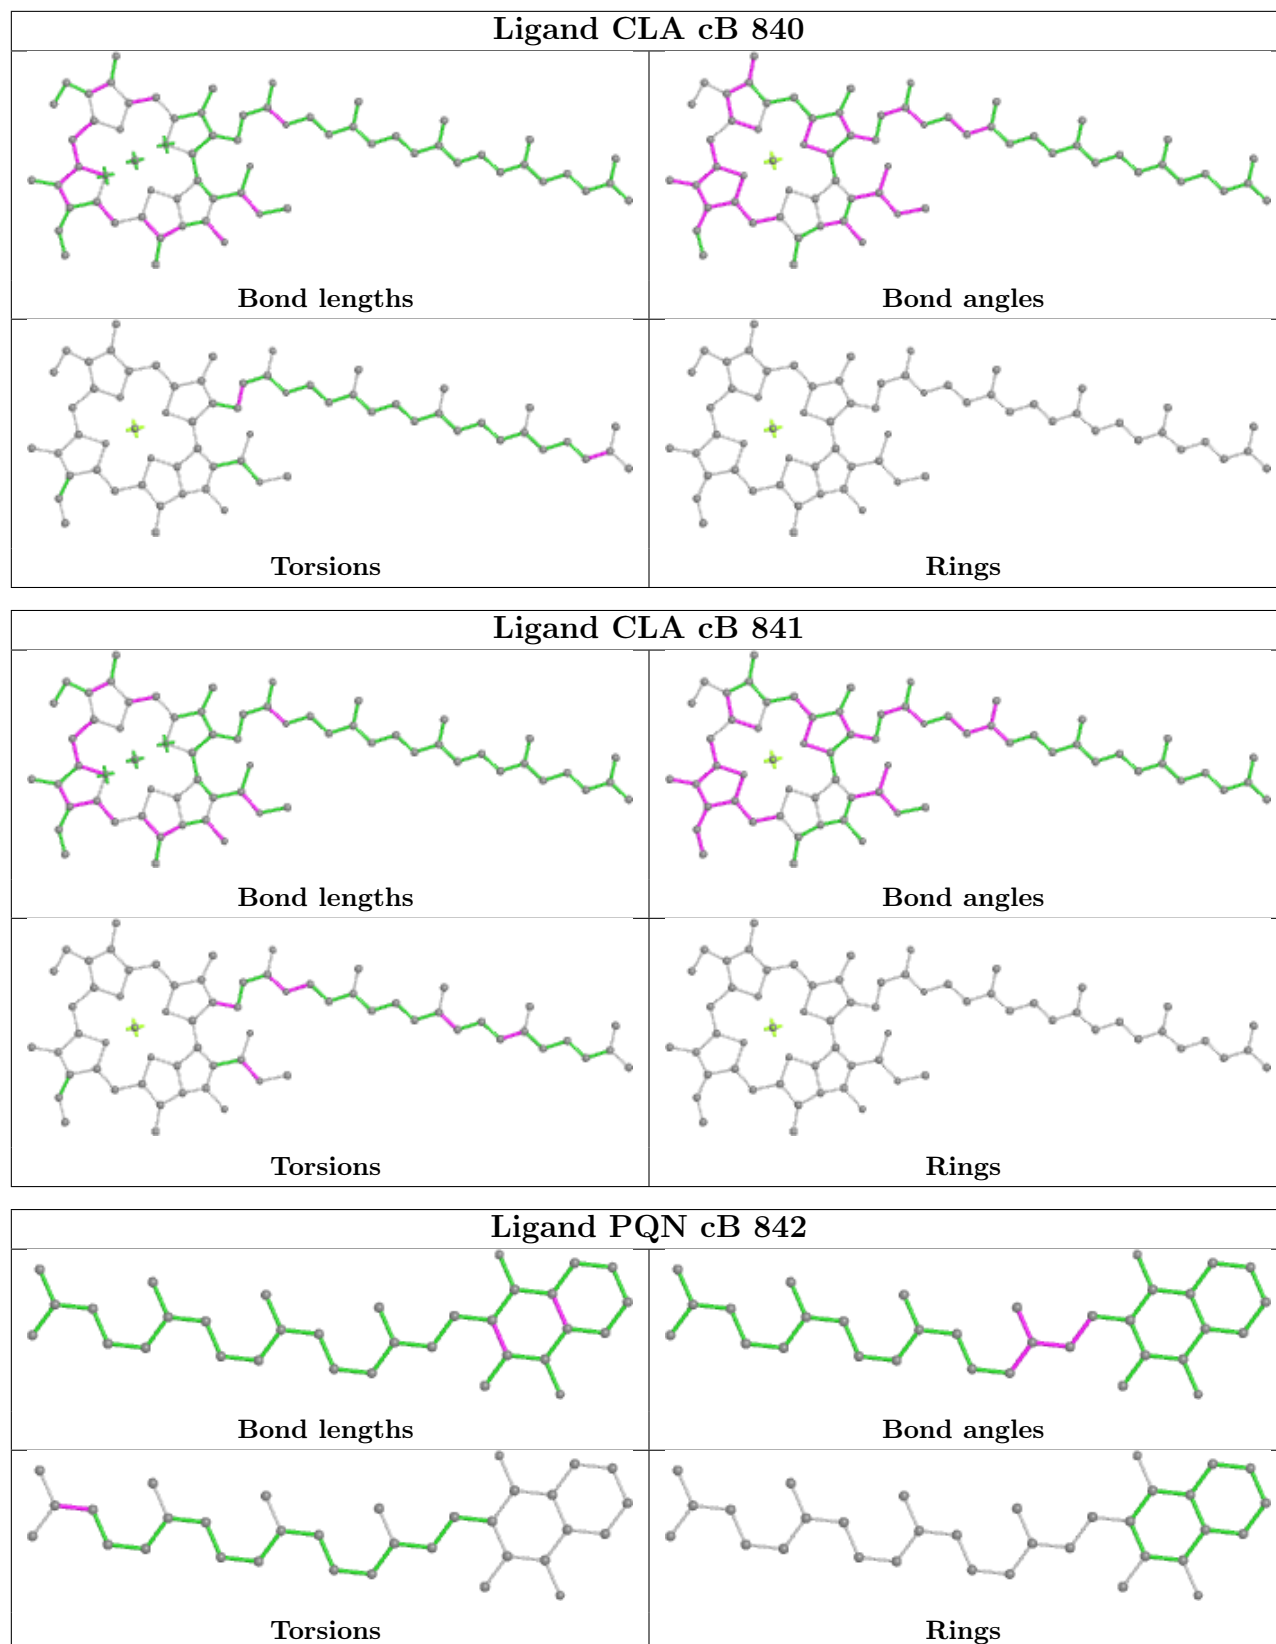 Ligand CLA cB 840
Bond lengths
Bond angles
Torsions
Rings
Ligand CLA cB 841
Bond lengths
Bond angles
Torsions
Rings
Ligand PQN cB 842
Bond lengths
Bond angles
Torsions
Rings